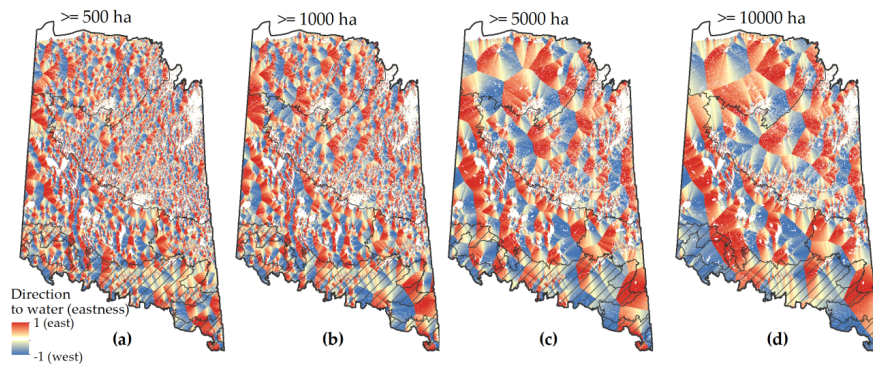 >= 500 ha
>= 1000 ha
>= 5000 ha
>= 10000 ha
Direction
to water (eastness)
1 (east)
-1 (west)
(a)
(b)
(c)
(d)